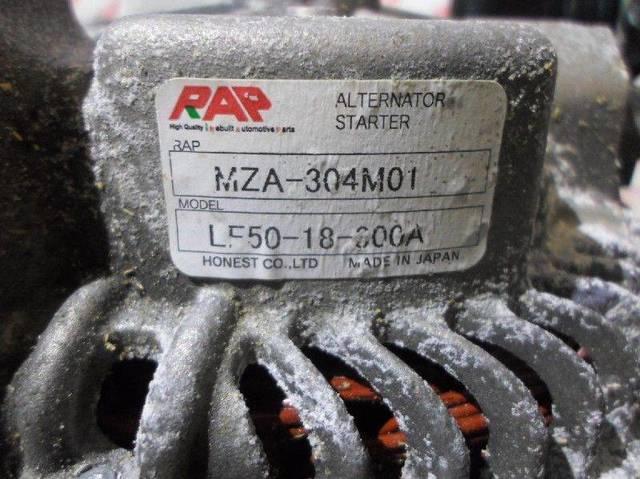 RAP
High Quality Rebuilt Automotive Parts
ALTERNATOR
STARTER
RAP
MZA-304M01
MODEL
LF50-18-300A
HONEST CO.,LTD MADE IN JAPAN